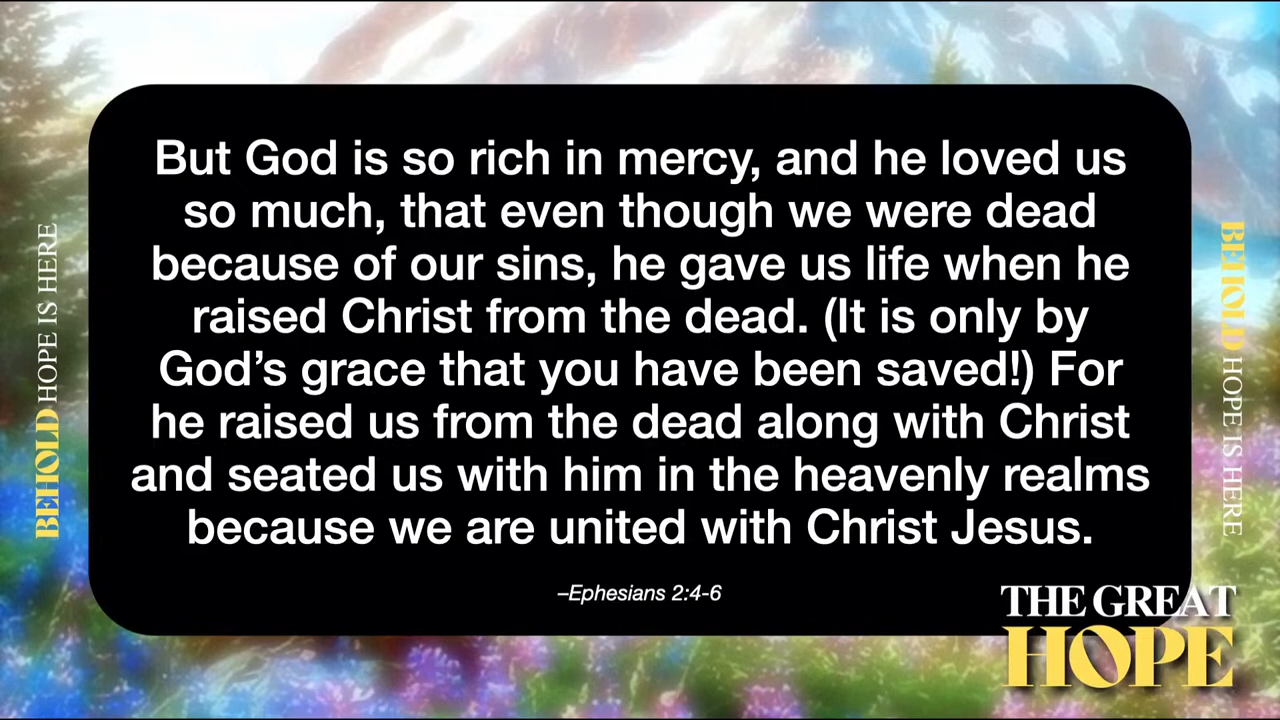 But God is so rich in mercy, and he loved us
so much, that even though we were dead
because of our sins, he gave us life when he
raised Christ from the dead. (It is only by
God’s grace that you have been saved!) For
he raised us from the dead along with Christ
and seated us with him in the heavenly realms
because we are united with Christ Jesus.
–Ephesians 2:4-6
BEHOLD HOPE IS HERE
BEHOLD HOPE IS HERE
THE GREAT
HOPE